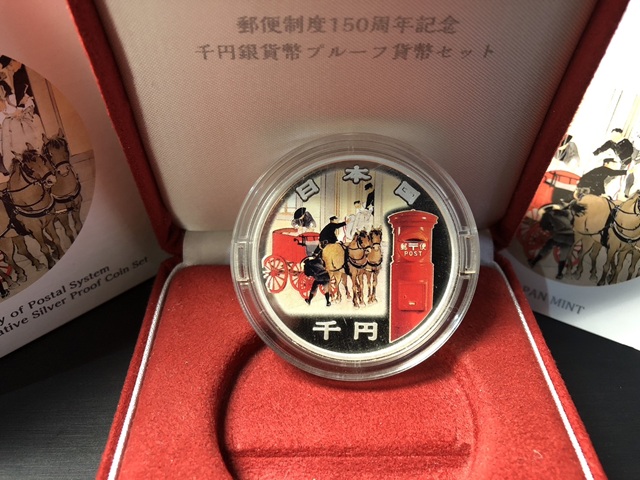 郵便制度150周年記念
千円銀貨幣プルーフ貨幣セット
日本国
郵〒便
POST
千円
y of Postal System
ative Silver Proof Coin Set
PAN MINT